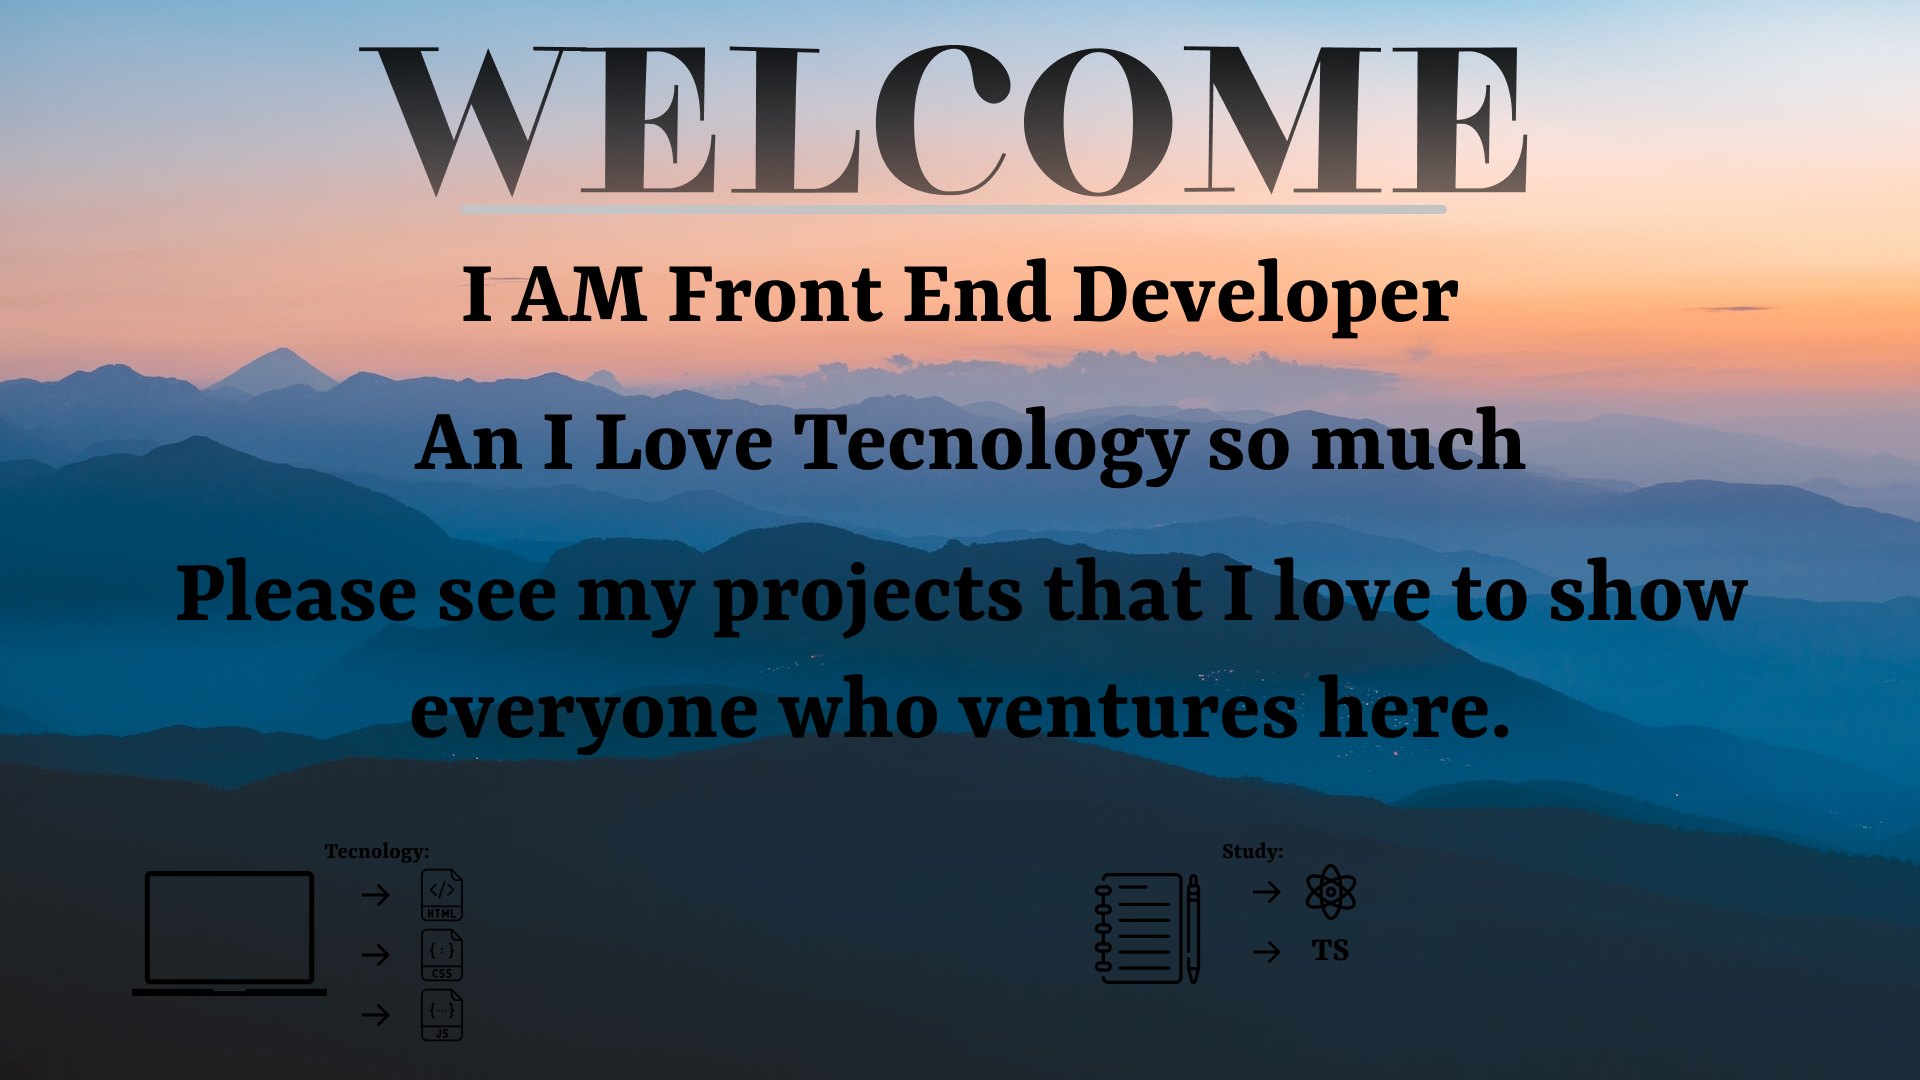 WELCOME
I AM Front End Developer
An I Love Tecnology so much
Please see my projects that I love to show
everyone who ventures here.
Tecnology:
</>
HTML
{:}
CSS
{...}
JS
Study:
TS